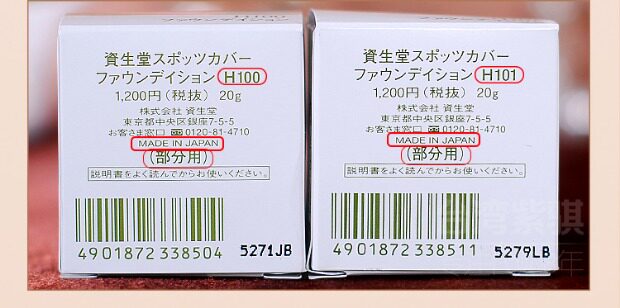 資生堂スポッツカバー
ファウンデイション H100
1,200円(税抜) 20g
株式会社 資生堂
東京都中央区銀座7-5-5
お客さま窓口 0120-81-4710
MADE IN JAPAN
(部分用)
説明書をよく読んでからお使いください。
4901872338504
5271JB
資生堂スポッツカバー
ファウンデイション H101
1,200円(税抜) 20g
株式会社 資生堂
東京都中央区銀座7-5-5
お客さま窓口 0120-81-4710
MADE IN JAPAN
(部分用)
説明書をよく読んでからお使いください。
4901872338511
5279LB